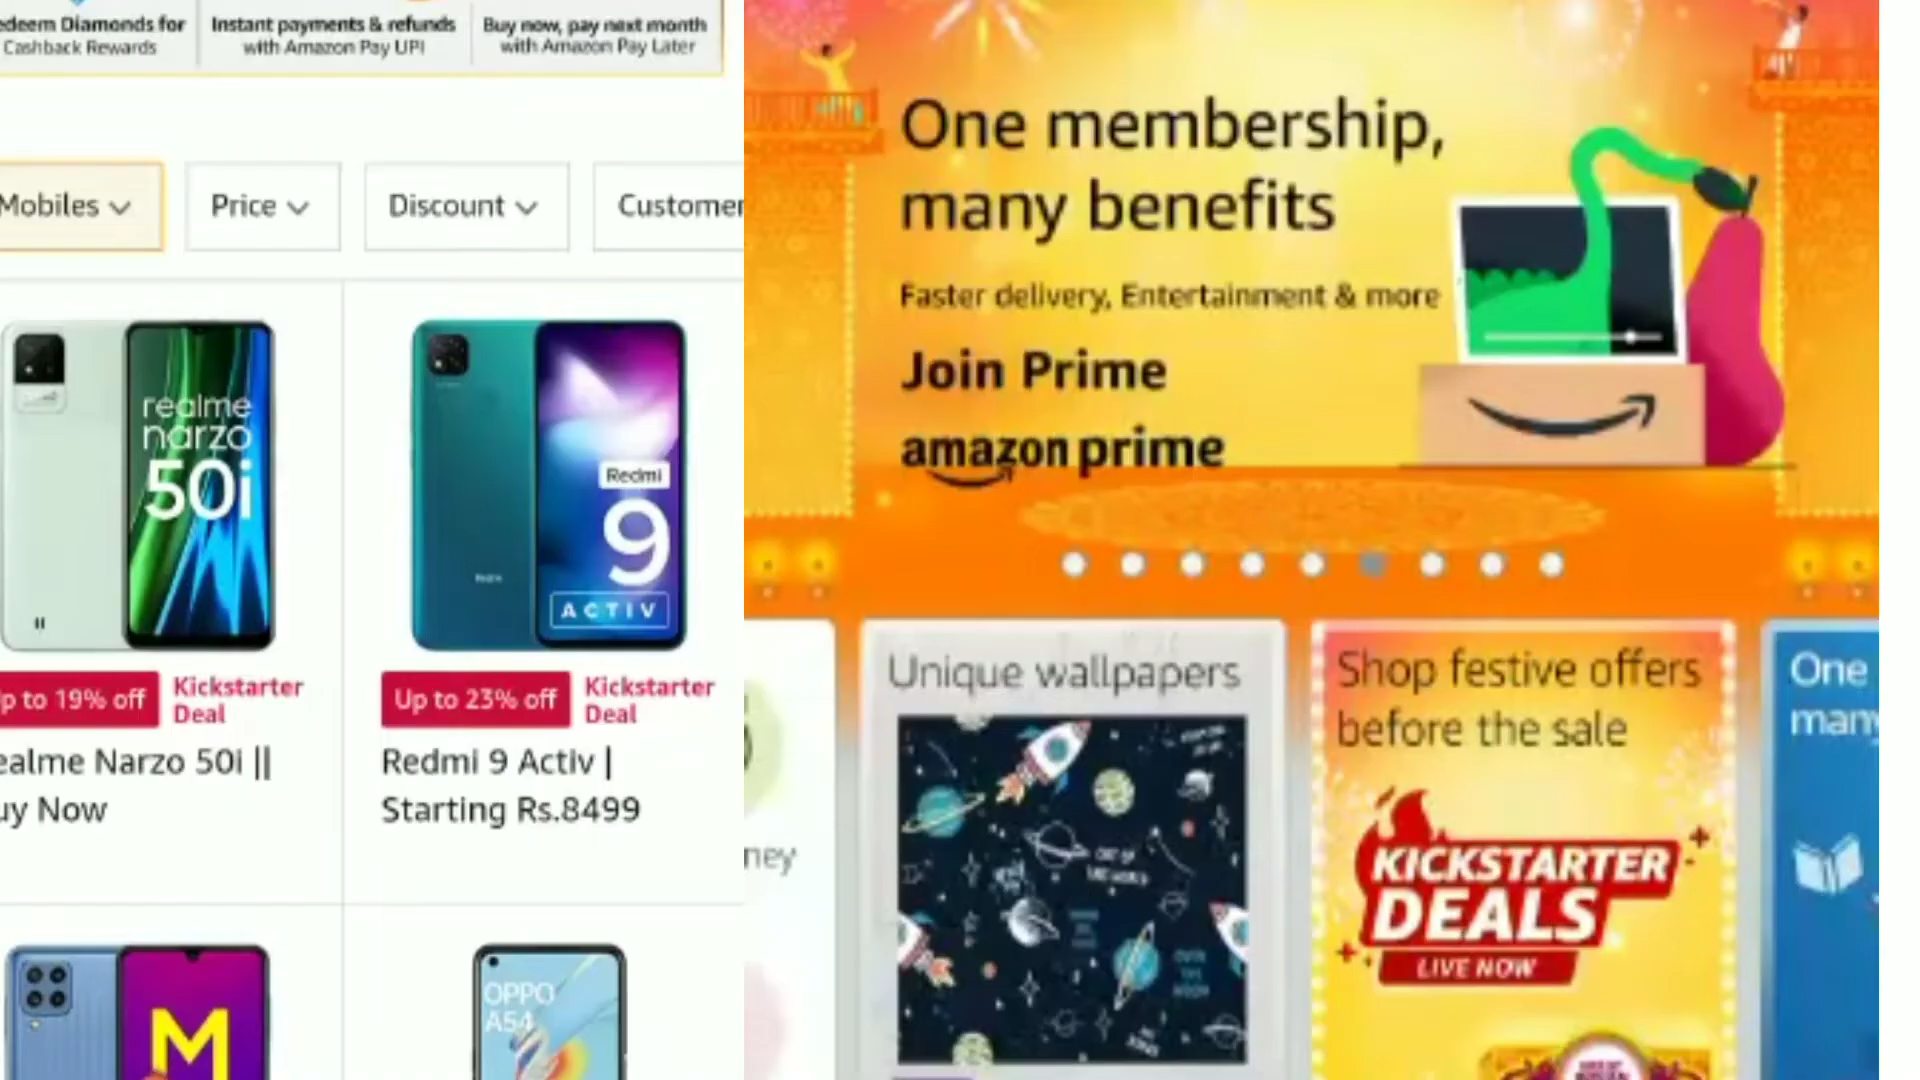 edeem Diamonds for
Cashback Rewards
Instant payments & refunds
with Amazon Pay UPI
Buy now, pay next month
with Amazon Pay Later
Mobiles
Price
Discount
Customer
realme
narzo
50i
Redmi
9
ACTIV
p to 19% off
Kickstarter
Deal
ealme Narzo 50i ||
uy Now
Up to 23% off
Kickstarter
Deal
Redmi 9 Activ |
Starting Rs.8499
M
OPPO
A54
One membership,
many benefits
Faster delivery, Entertainment & more
Join Prime
amazon prime
ney
Unique wallpapers
Shop festive offers
before the sale
KICKSTARTER
DEALS
LIVE NOW
One
many